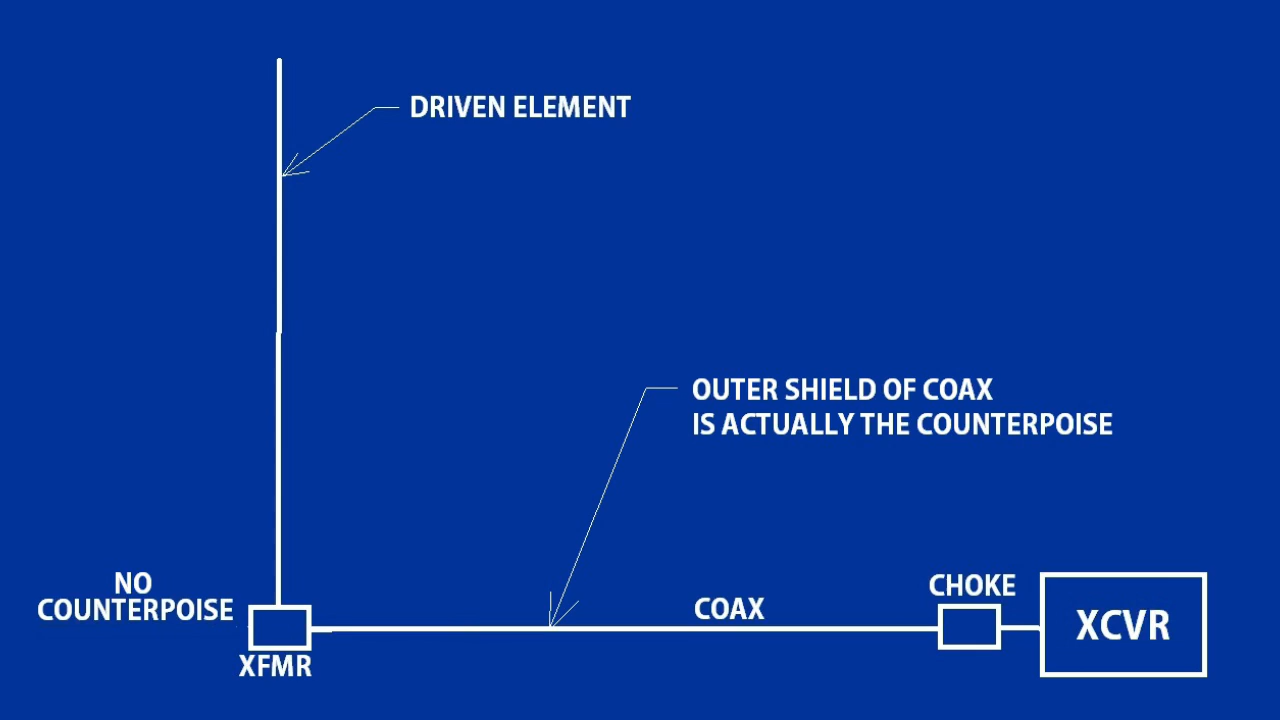 DRIVEN ELEMENT
OUTER SHIELD OF COAX
IS ACTUALLY THE COUNTERPOISE
NO
COUNTERPOISE
XFMR
COAX
CHOKE
XCVR